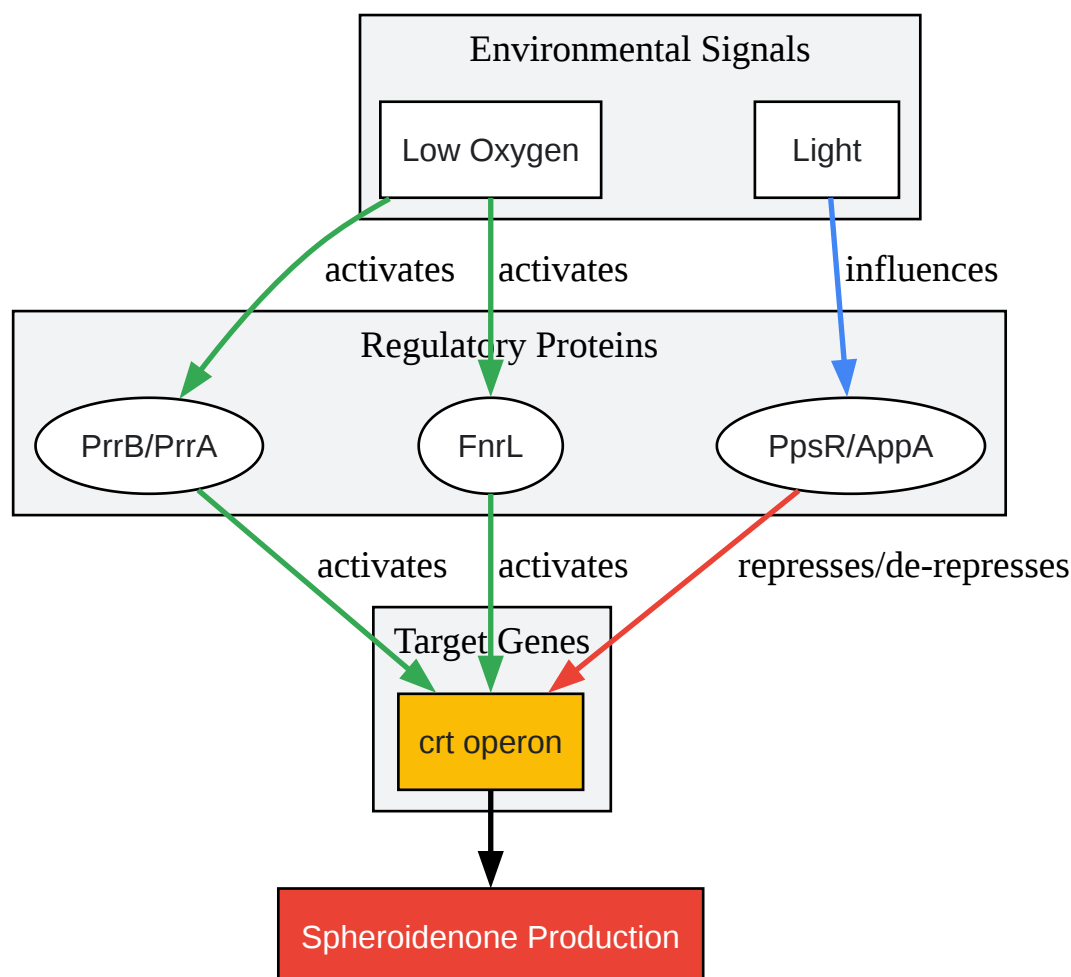 Environmental Signals
Low Oxygen
Light
activates
activates
influences
Regulatory Proteins
PrrB/PrrA
FnrL
PpsR/AppA
activates
activates
represses/de-represses
Target Genes
crt operon
Spheroidenone Production